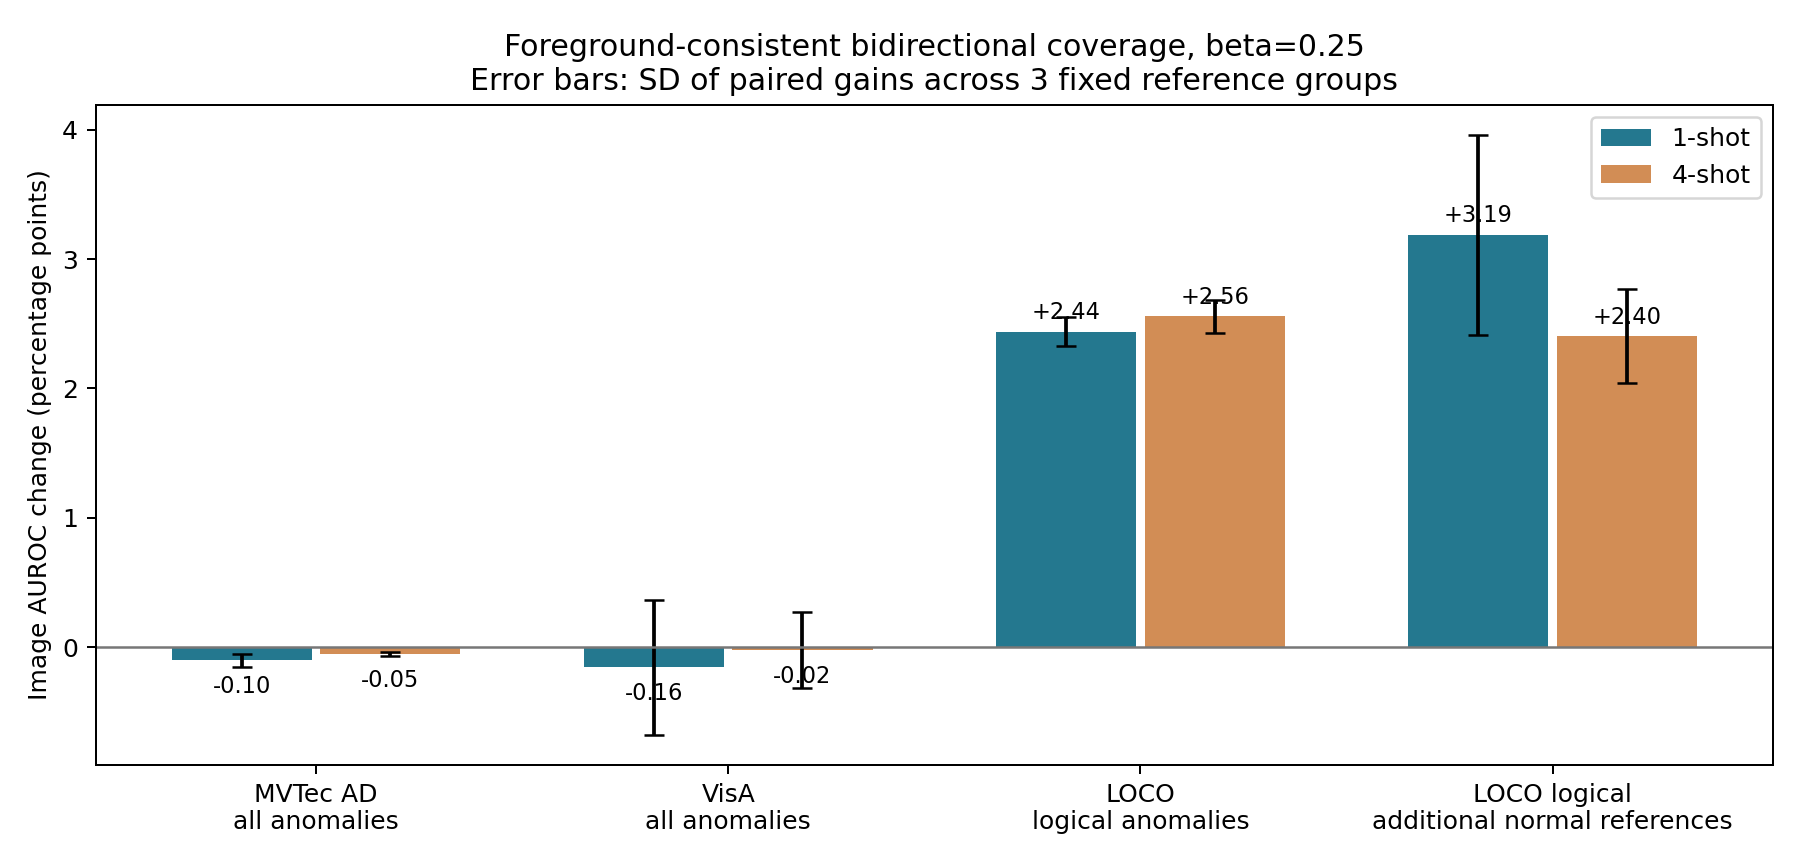 Foreground-consistent bidirectional coverage, beta=0.25
Error bars: SD of paired gains across 3 fixed reference groups
Image AUROC change (percentage points)
4
3
2
1
0
1-shot
4-shot
-0.10
-0.05
-0.16
-0.02
+2.44
+2.56
+3.19
+2.40
MVTec AD
all anomalies
VisA
all anomalies
LOCO
logical anomalies
LOCO logical
additional normal references